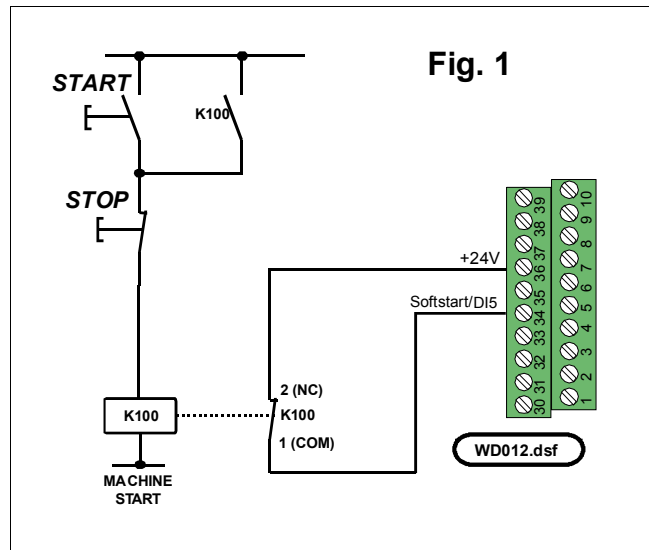 Fig. 1
START
K100
STOP
+24V
Softstart/DI5
2 (NC)
K100
K100
1 (COM)
MACHINE
START
WD012.dsf
39
38
37
36
35
34
33
32
31
30
10
9
8
7
6
5
4
3
2
1